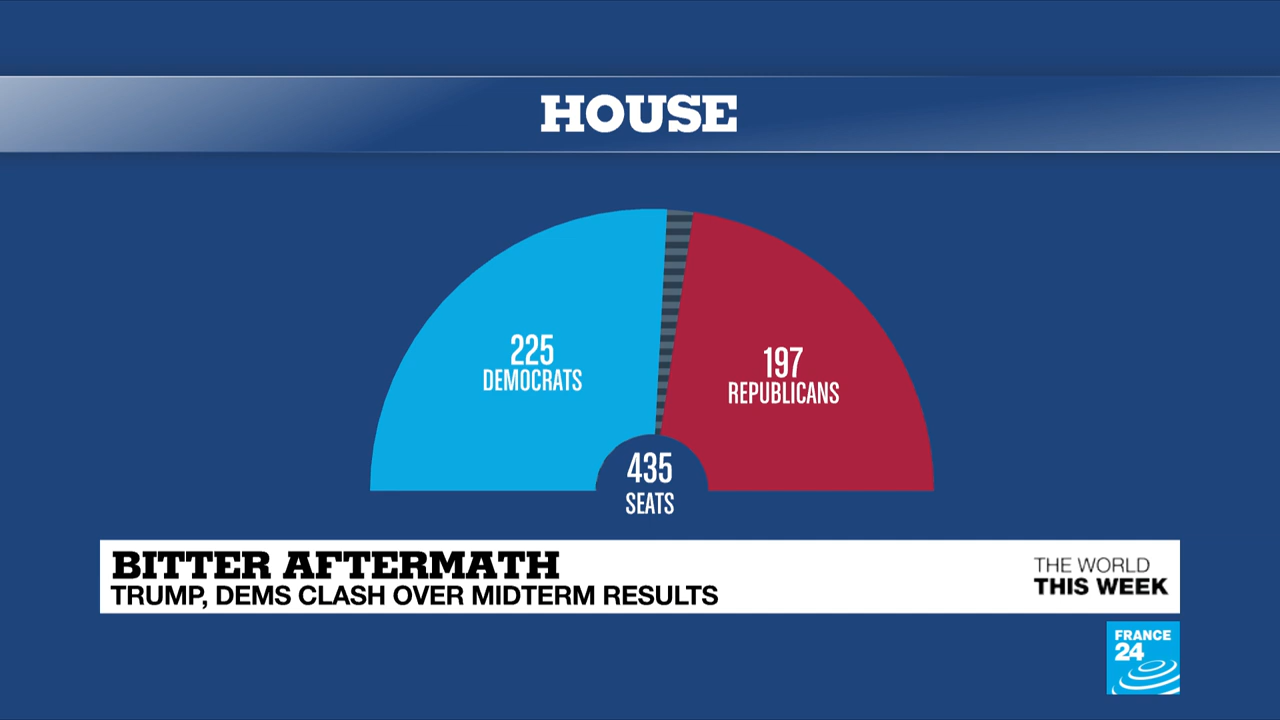 HOUSE
225
DEMOCRATS
197
REPUBLICANS
435
SEATS
BITTER AFTERMATH
TRUMP, DEMS CLASH OVER MIDTERM RESULTS
THE WORLD
THIS WEEK
FRANCE
24